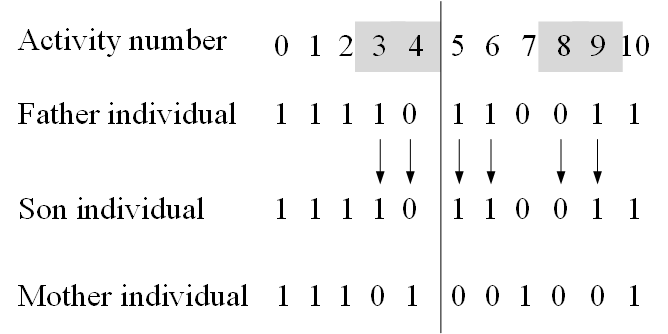 Activity number 0 1 2 3 4 5 6 7 8 9 10
Father individual 1 1 1 1 0 1 1 0 0 1 1
Son individual 1 1 1 1 0 1 1 0 0 1 1
Mother individual 1 1 1 0 1 0 0 1 0 0 1